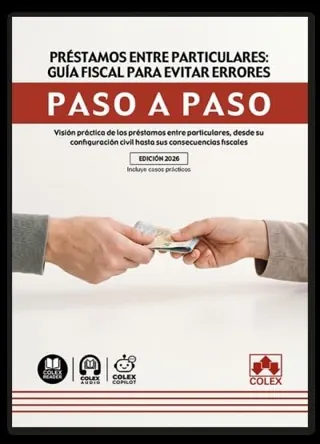 PRÉSTAMOS ENTRE PARTICULARES:
GUÍA FISCAL PARA EVITAR ERRORES
PASO A PASO
Visión práctica de los préstamos entre particulares, desde su
configuración civil hasta sus consecuencias fiscales
EDICIÓN 2026
Incluye casos prácticos
COLEX
READER
COLEX
AUDIO
COLEX
COPILOT
COLEX